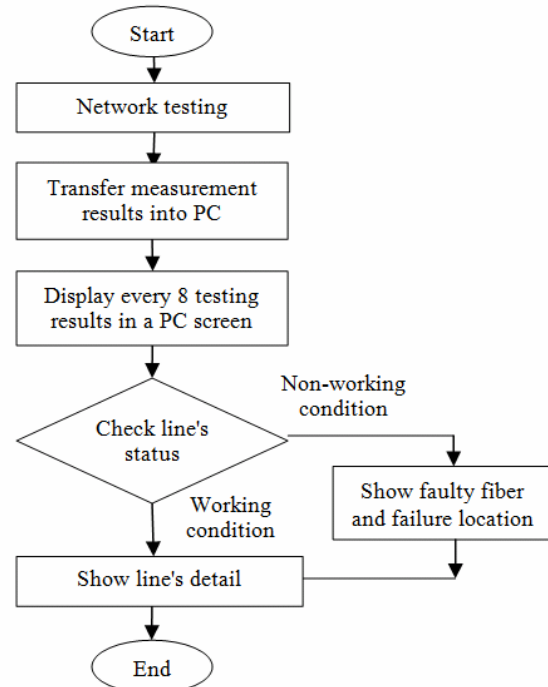 Start
Network testing
Transfer measurement
results into PC
Display every 8 testing
results in a PC screen
Check line's
status
Non-working
condition
Show faulty fiber
and failure location
Working
condition
Show line's detail
End